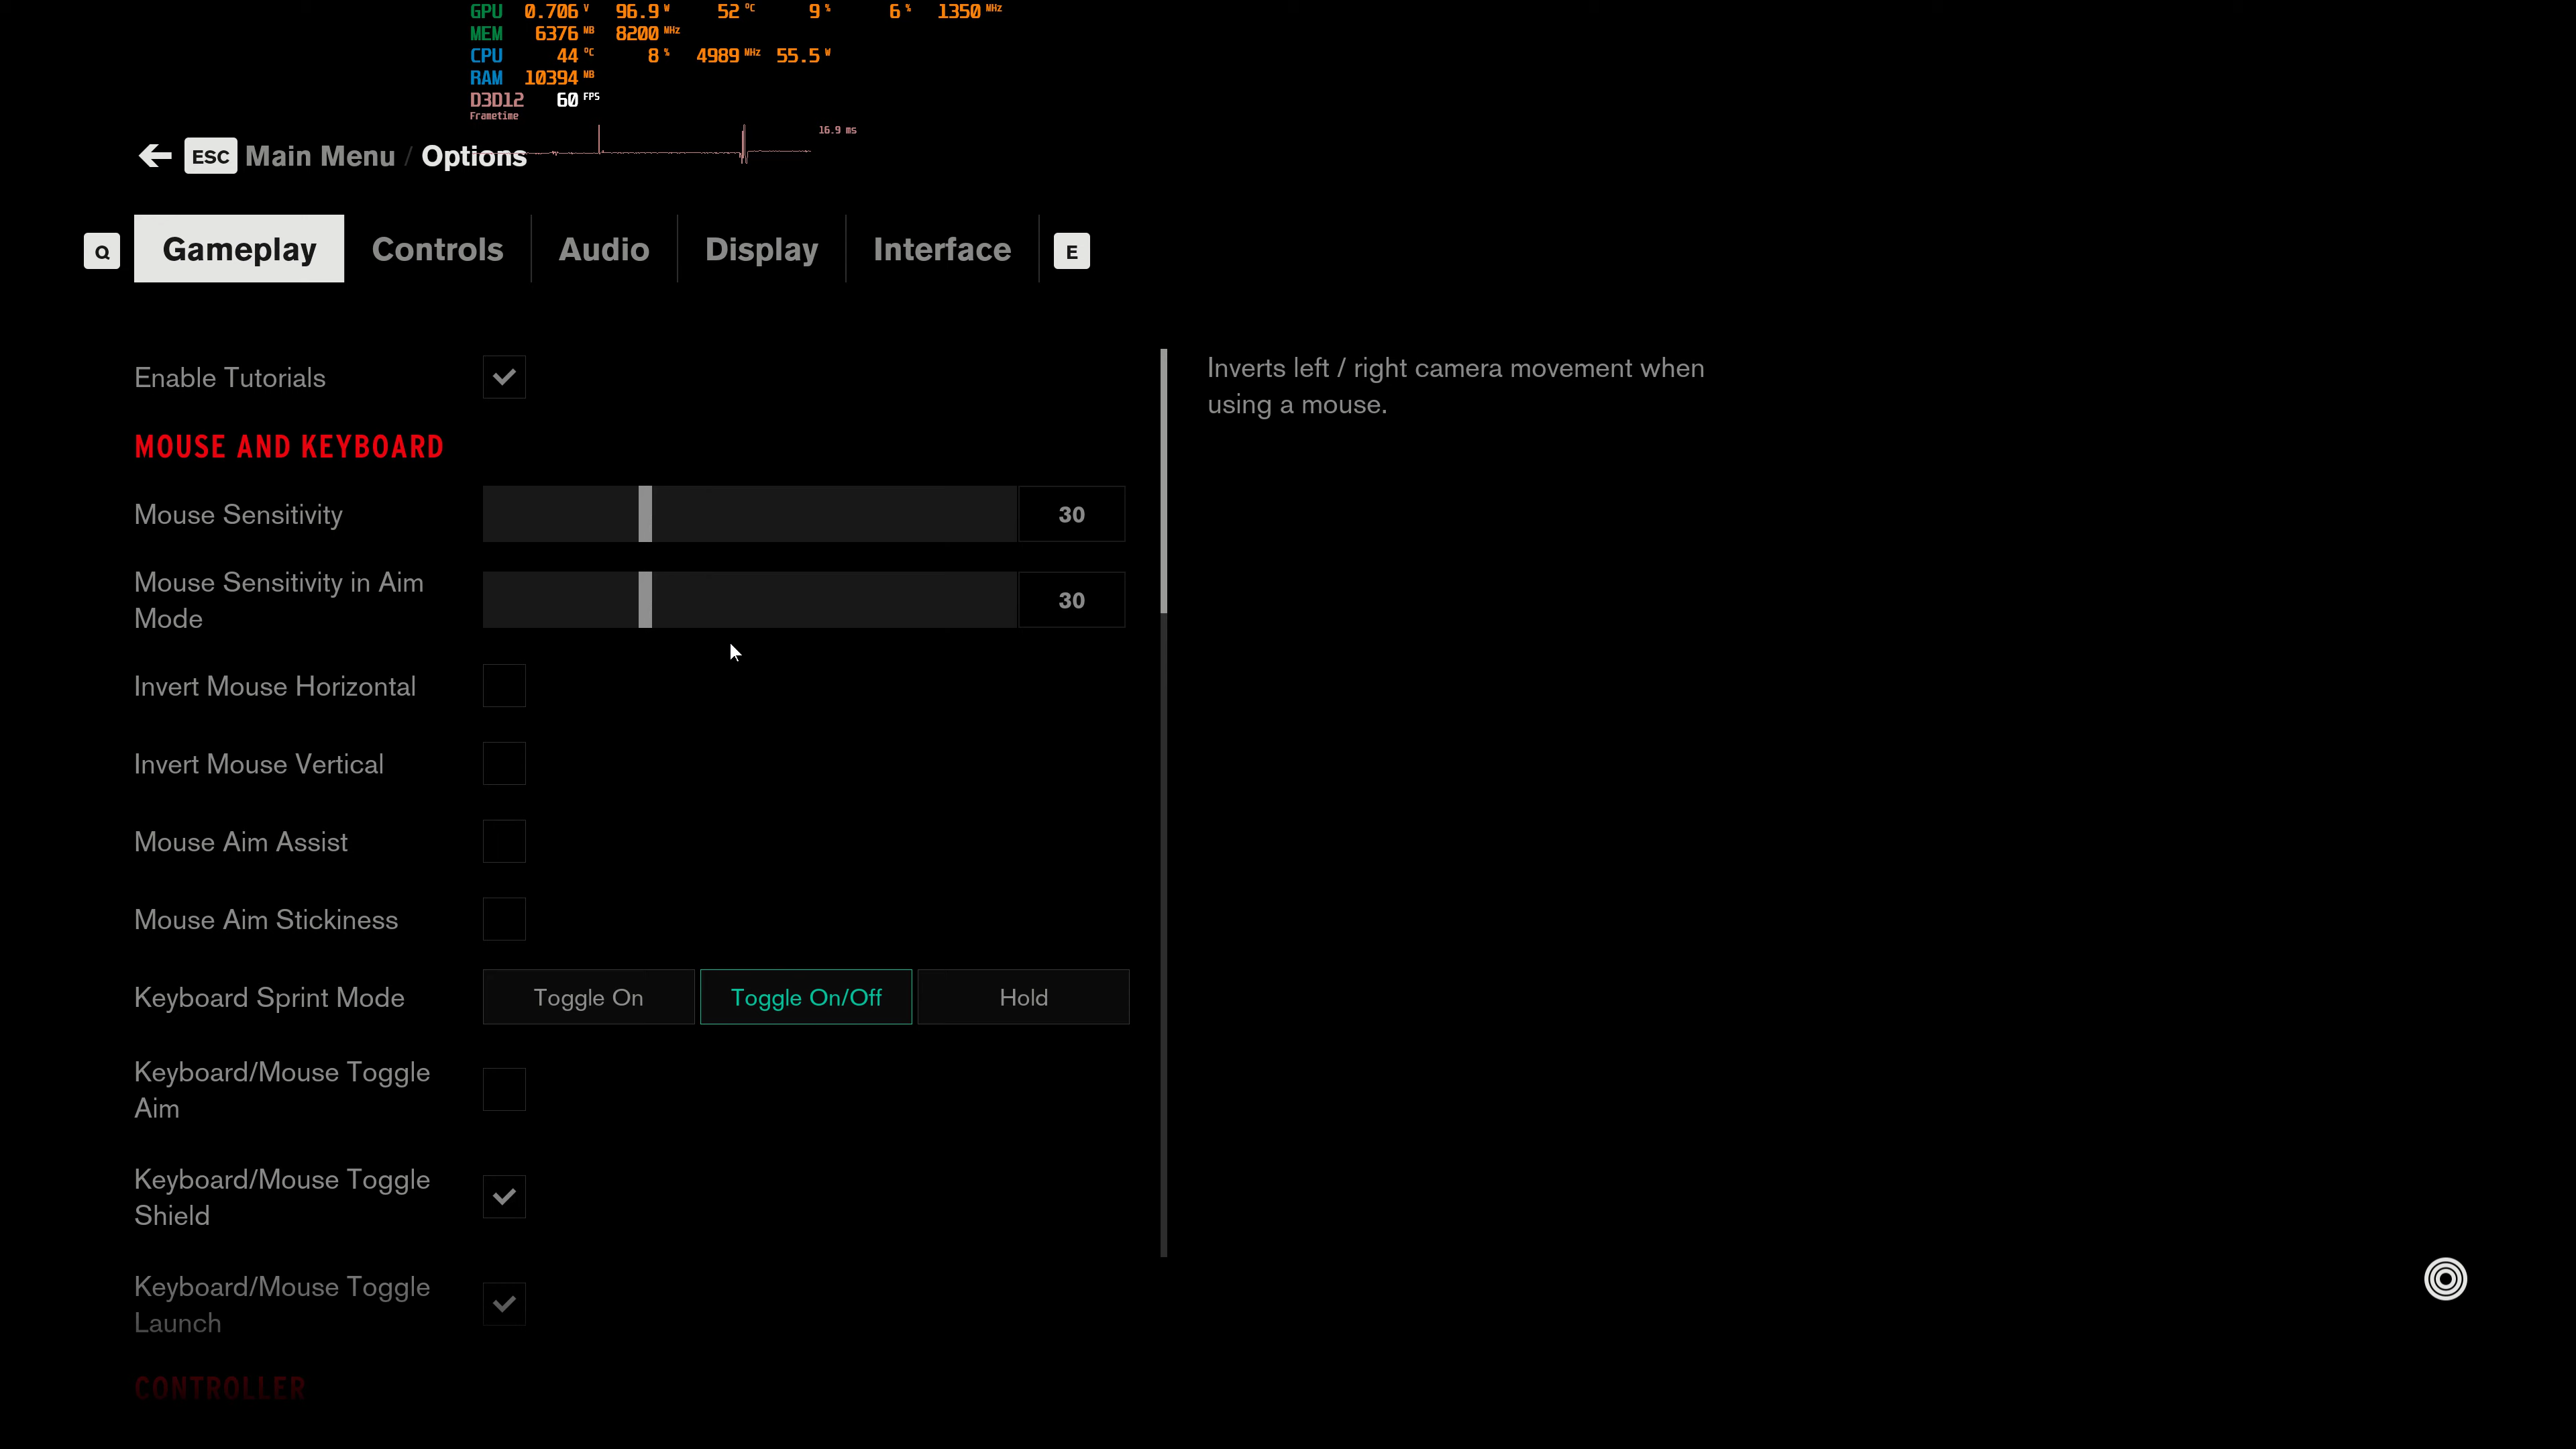 GPU 0.706 V 96.9 W 52 °C 9 % 6 % 1350 MHz
MEM 6376 MB 8200 MHz
CPU 44 °C 8 % 4989 MHz 55.5 W
RAM 10394 MB
D3D12 60 FPS
Frametime
16.9 ms
ESC Main Menu / Options
Q Gameplay Controls Audio Display Interface E
Enable Tutorials
Inverts left / right camera movement when
using a mouse.
MOUSE AND KEYBOARD
Mouse Sensitivity 30
Mouse Sensitivity in Aim
Mode
30
Invert Mouse Horizontal
Invert Mouse Vertical
Mouse Aim Assist
Mouse Aim Stickiness
Keyboard Sprint Mode Toggle On Toggle On/Off Hold
Keyboard/Mouse Toggle
Aim
Keyboard/Mouse Toggle
Shield
Keyboard/Mouse Toggle
Launch
CONTROLLER